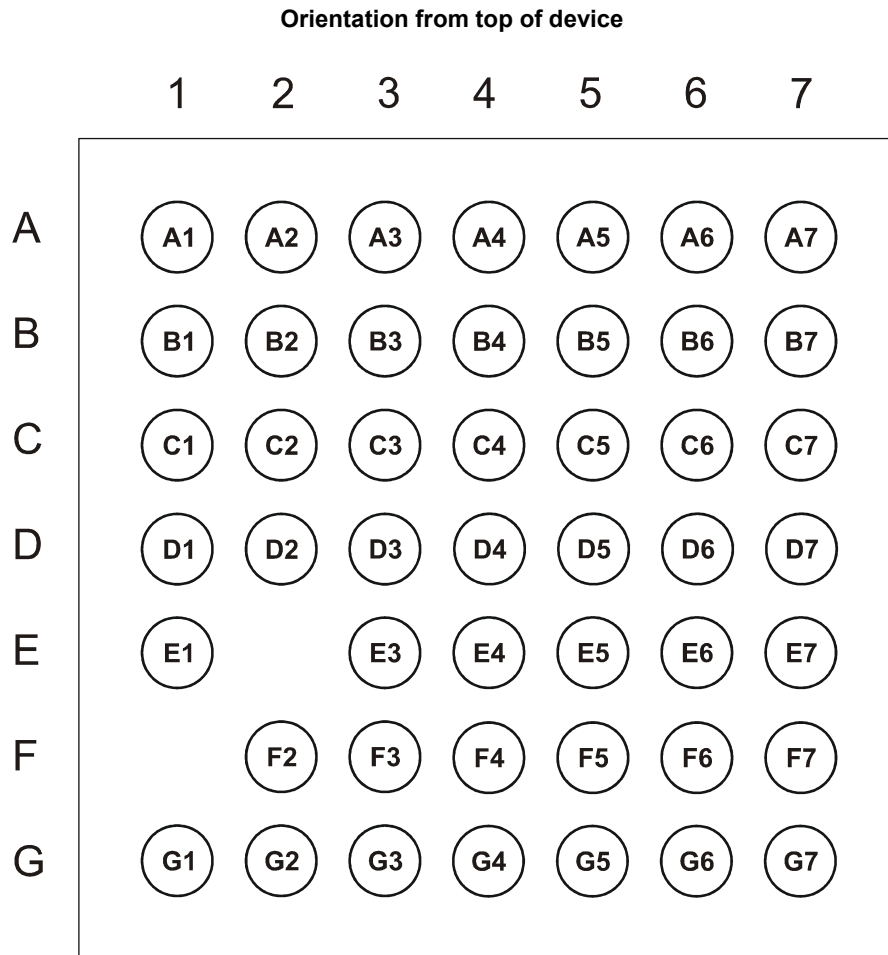 Orientation from top of device
1 2 3 4 5 6 7
A A1 A2 A3 A4 A5 A6 A7
B B1 B2 B3 B4 B5 B6 B7
C C1 C2 C3 C4 C5 C6 C7
D D1 D2 D3 D4 D5 D6 D7
E E1 E3 E4 E5 E6 E7
F F2 F3 F4 F5 F6 F7
G G1 G2 G3 G4 G5 G6 G7